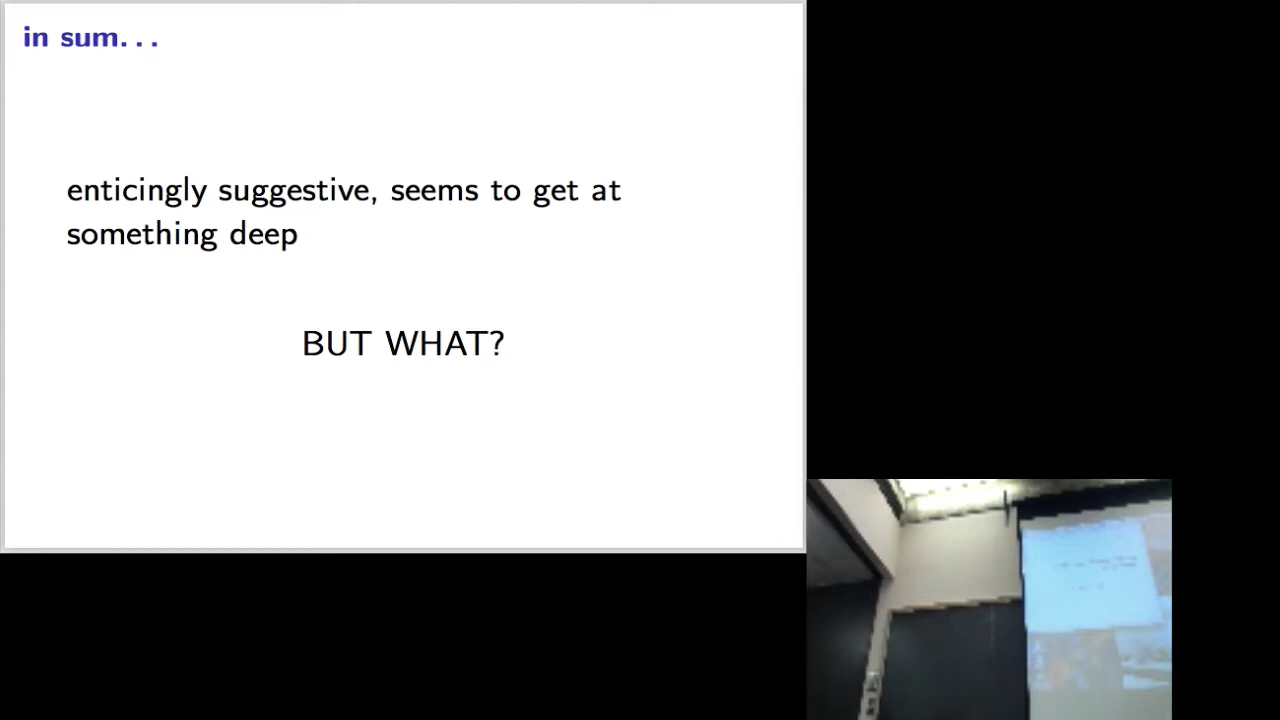 in sum...
enticingly suggestive, seems to get at
something deep
BUT WHAT?